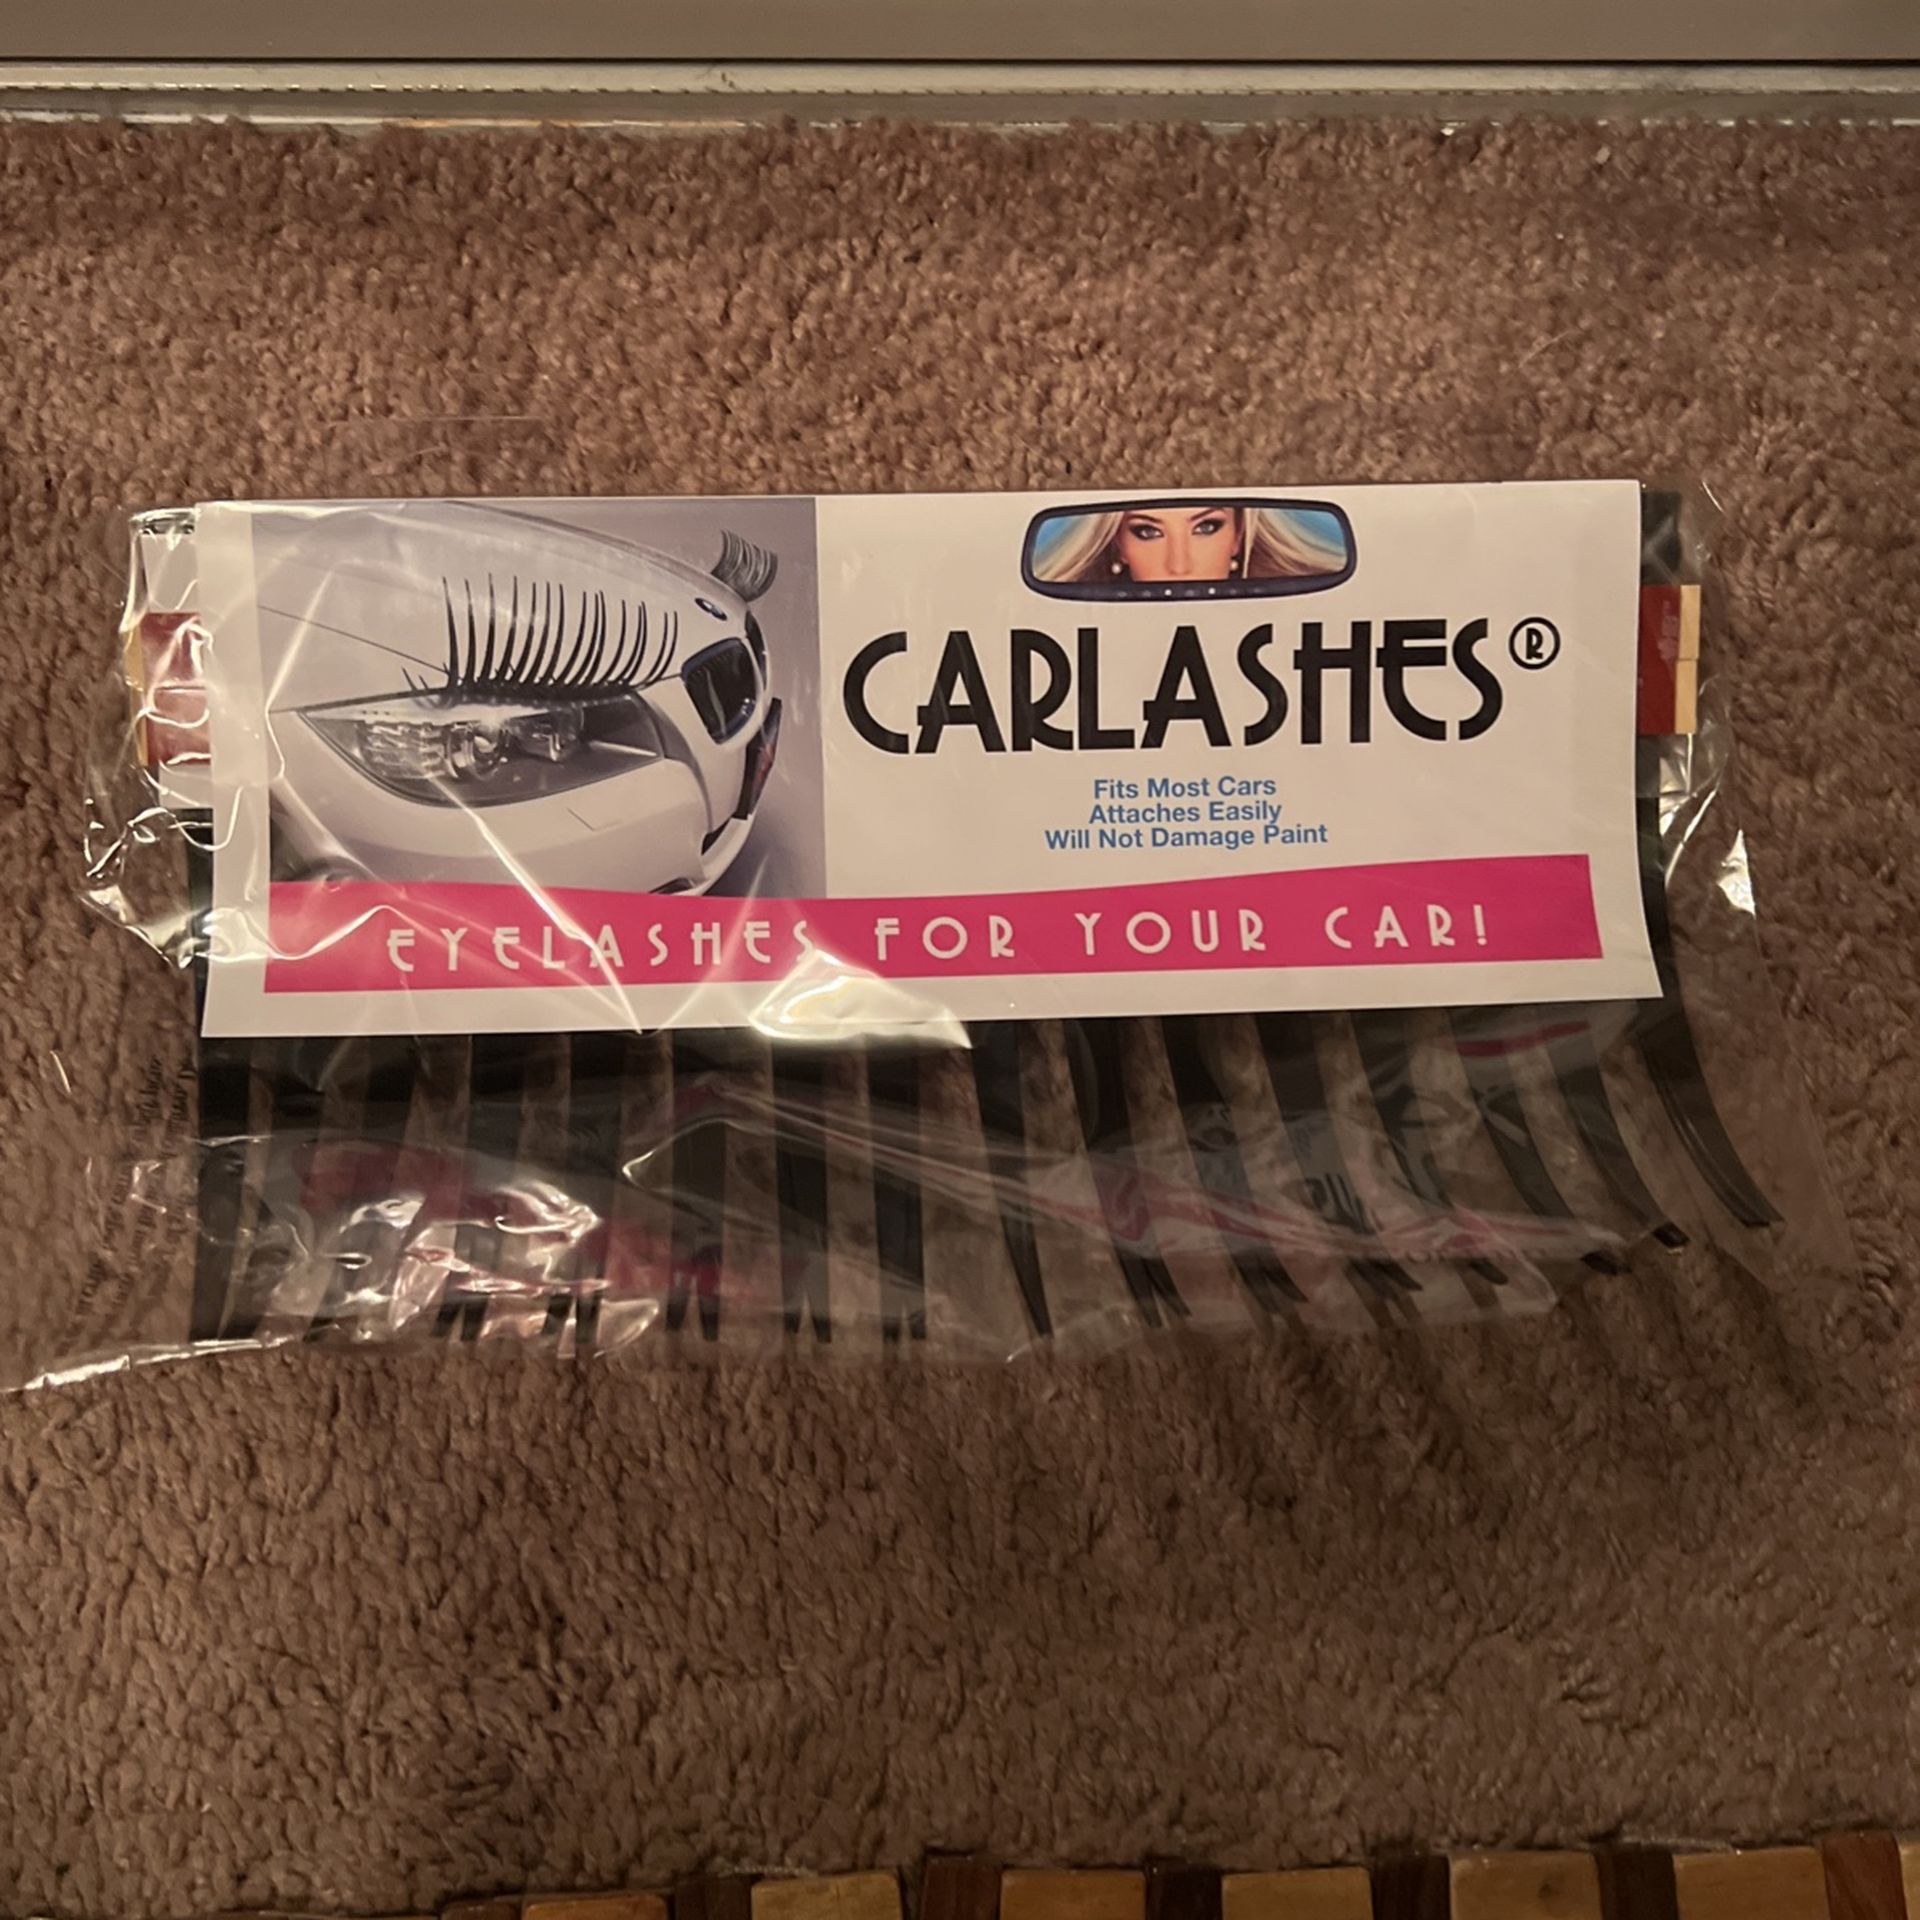 CARLASHES®
Fits Most Cars
Attaches Easily
Will Not Damage Paint
EYELASHES FOR YOUR CAR!